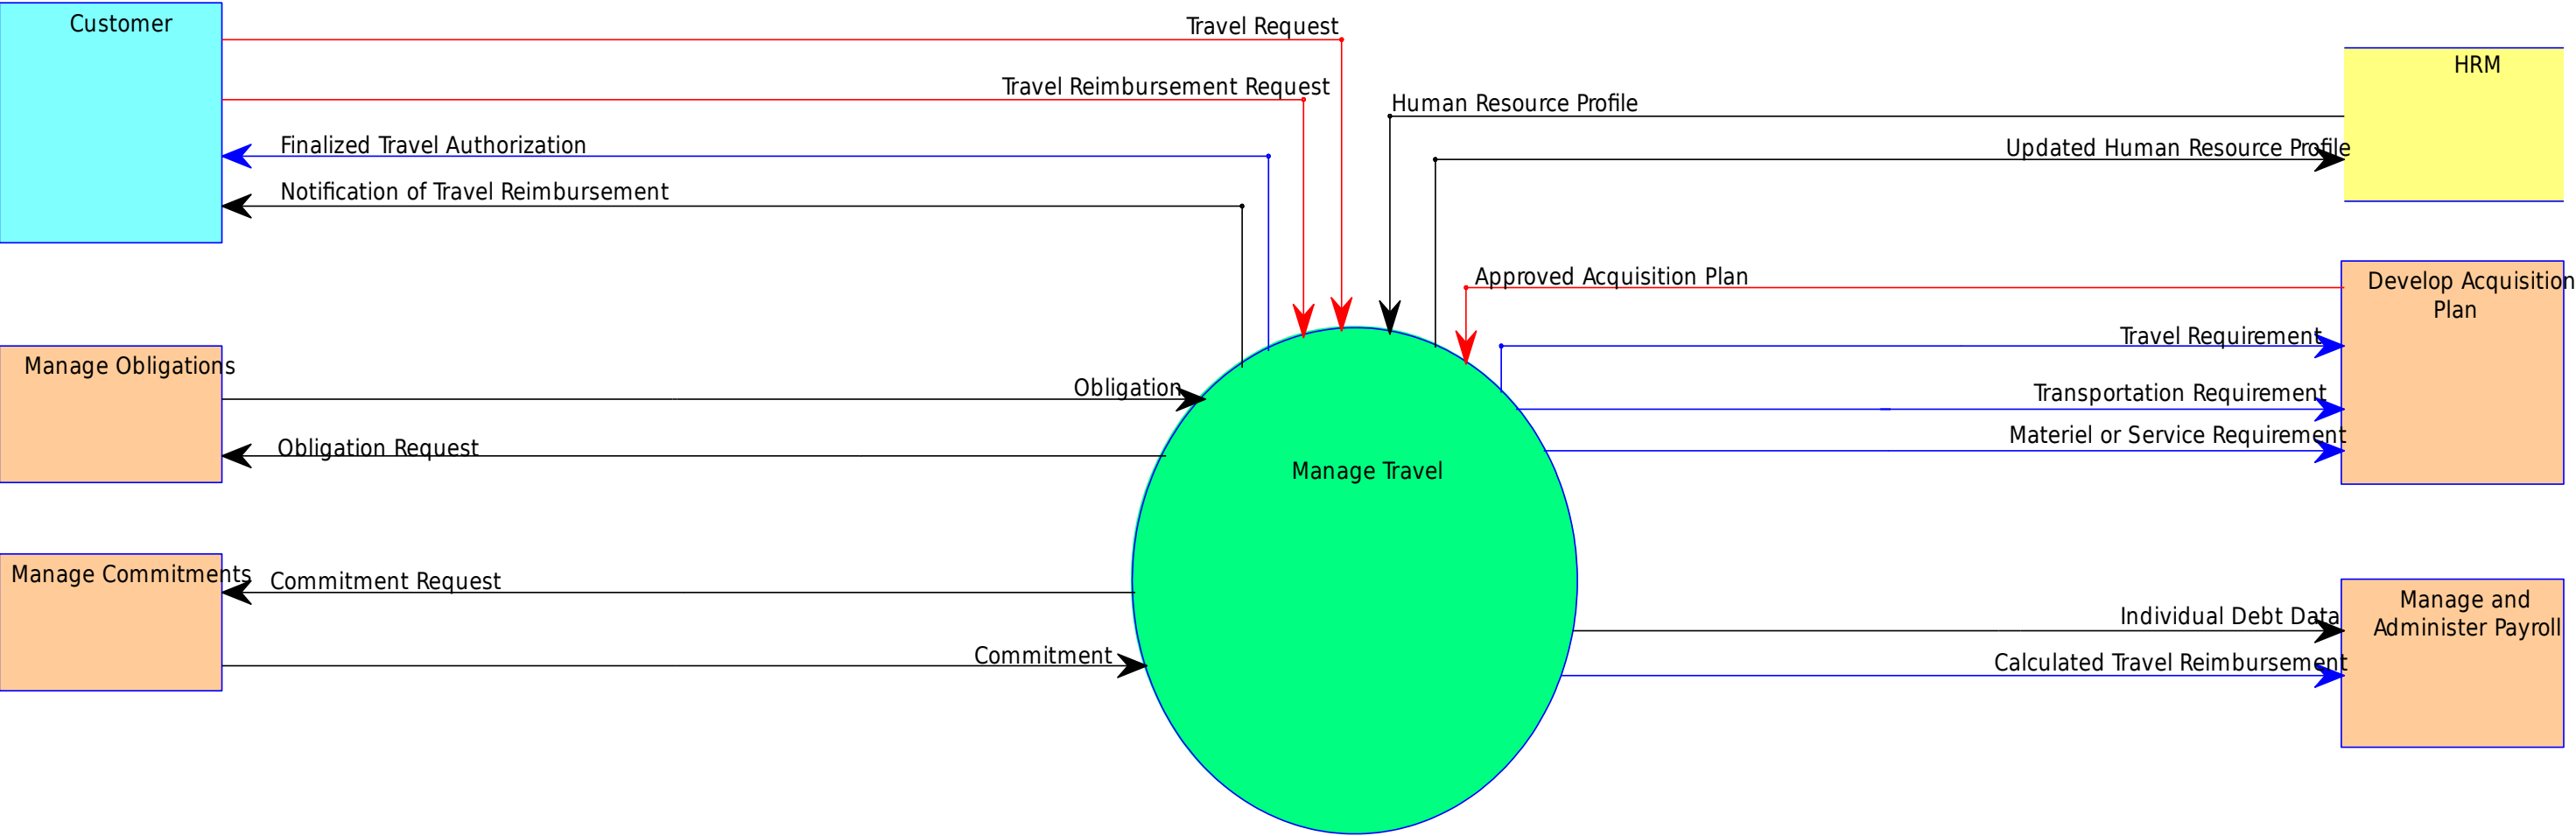 Customer
Travel Request
Travel Reimbursement Request
Finalized Travel Authorization
Notification of Travel Reimbursement
HRM
Human Resource Profile
Updated Human Resource Profile
Approved Acquisition Plan
Develop Acquisition
Plan
Travel Requirement
Transportation Requirement
Materiel or Service Requirement
Manage Obligations
Obligation
Obligation Request
Manage Travel
Manage Commitments
Commitment Request
Commitment
Individual Debt Data
Calculated Travel Reimbursement
Manage and
Administer Payroll